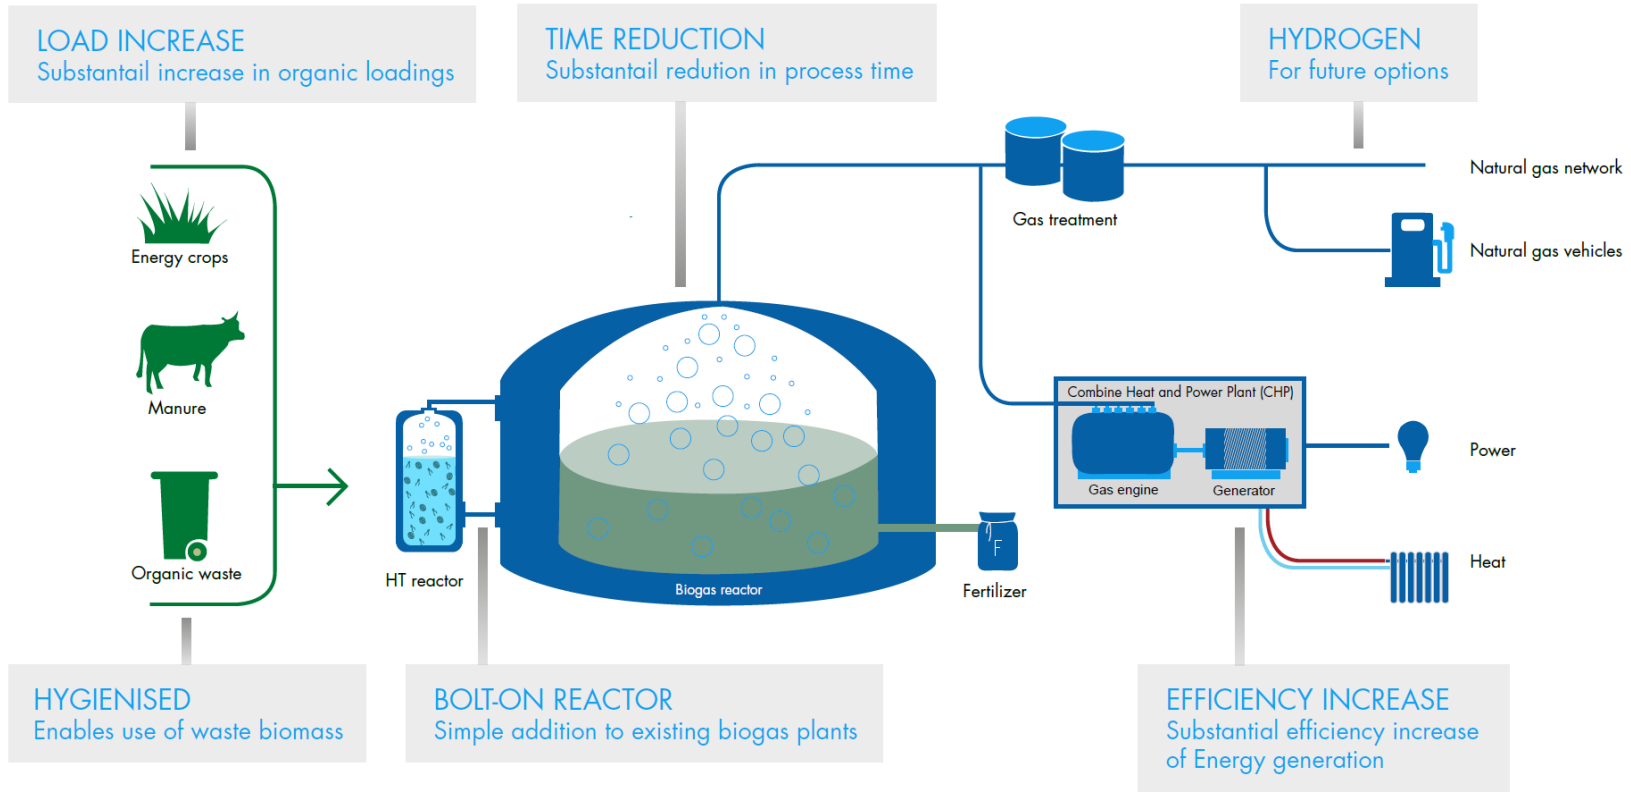 LOAD INCREASE
Substantail increase in organic loadings
TIME REDUCTION
Substantail redution in process time
HYDROGEN
For future options
Energy crops
Manure
Organic waste
HT reactor
Biogas reactor
Fertilizer
Gas treatment
Natural gas network
Natural gas vehicles
Combine Heat and Power Plant (CHP)
Gas engine
Generator
Power
Heat
F
HYGIENISED
Enables use of waste biomass
BOLT-ON REACTOR
Simple addition to existing biogas plants
EFFICIENCY INCREASE
Substantial efficiency increase
of Energy generation